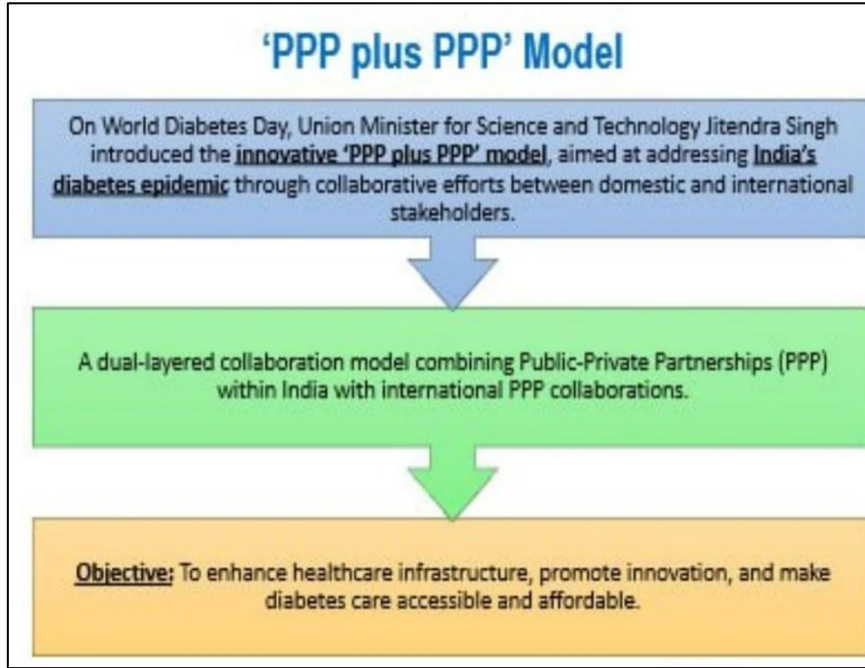 ‘PPP plus PPP’ Model
On World Diabetes Day, Union Minister for Science and Technology Jitendra Singh
introduced the innovative ‘PPP plus PPP’ model, aimed at addressing India’s
diabetes epidemic through collaborative efforts between domestic and international
stakeholders.
A dual-layered collaboration model combining Public-Private Partnerships (PPP)
within India with international PPP collaborations.
Objective: To enhance healthcare infrastructure, promote innovation, and make
diabetes care accessible and affordable.